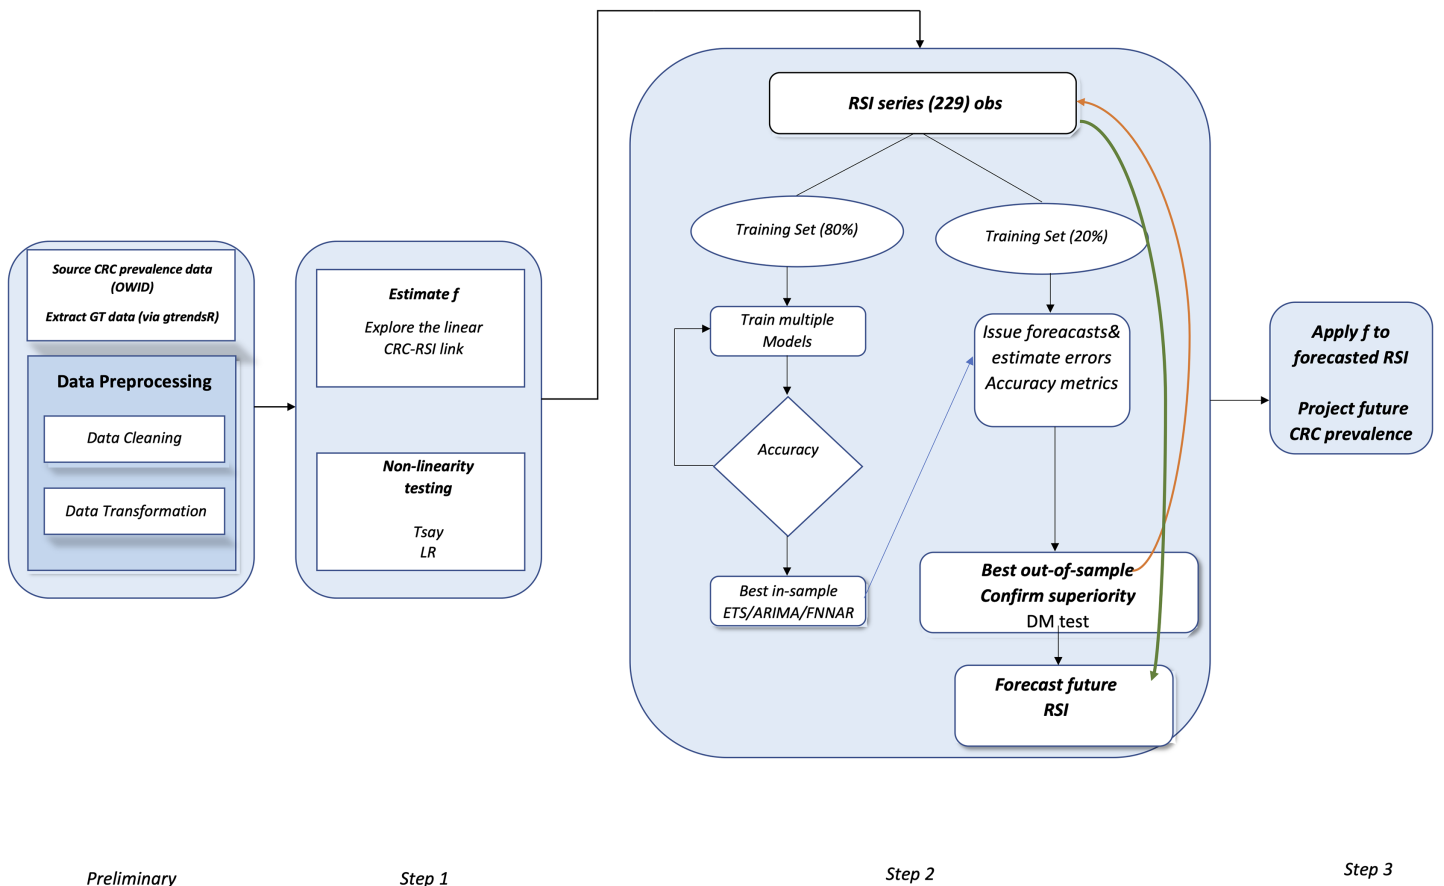 Source CRC prevalence data
(OWID)
Extract GT data (via gtrendsR)
Data Preprocessing
Data Cleaning
Data Transformation
Preliminary
Estimate f
Explore the linear
CRC-RSI link
Non-linearity
testing
Tsay
LR
Step 1
RSI series (229) obs
Training Set (80%)
Train multiple
Models
Accuracy
Best in-sample
ETS/ARIMA/FNNAR
Training Set (20%)
Issue foreacasts&
estimate errors
Accuracy metrics
Best out-of-sample
Confirm superiority
DM test
Forecast future
RSI
Step 2
Apply f to
forecasted RSI
Project future
CRC prevalence
Step 3